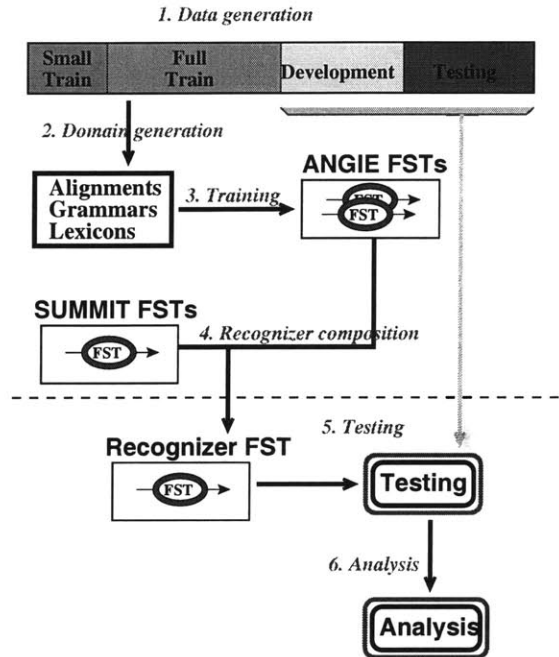 1. Data generation
Small Train
Full Train
Development
Testing
2. Domain generation
ANGIE FSTs
Alignments
Grammars
Lexicons
3. Training
FST
FST
SUMMIT FSTs
4. Recognizer composition
FST
5. Testing
Recognizer FST
FST
Testing
6. Analysis
Analysis